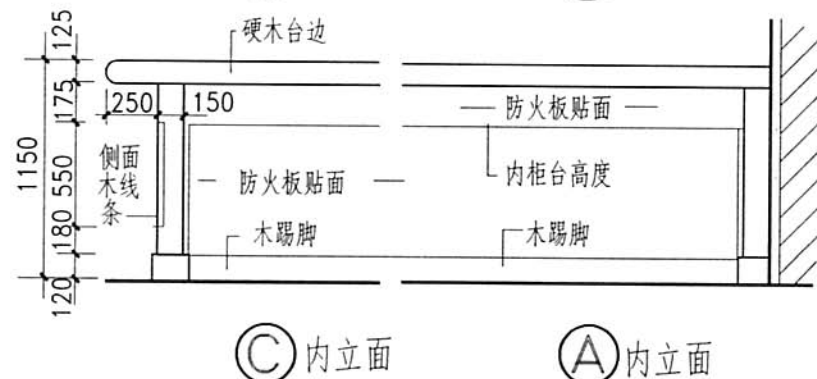 125
硬木台边
175
250
150
防火板贴面
1150
550
侧面
木线
条
防火板贴面
内柜台高度
180
木踢脚
木踢脚
120
C 内立面
A 内立面